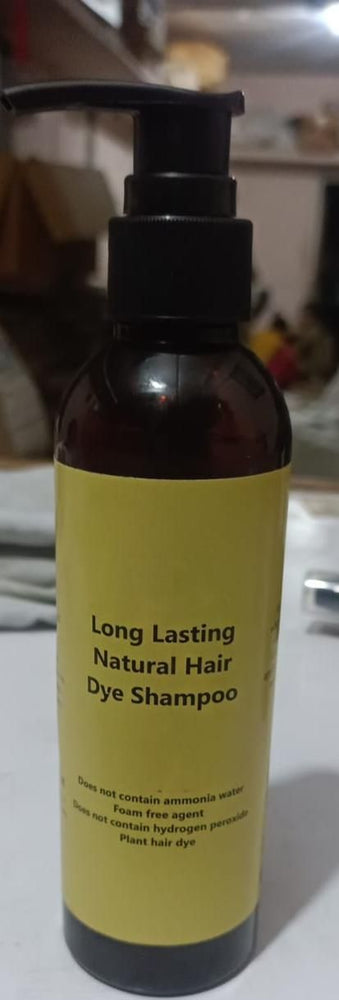 Long Lasting
Natural Hair
Dye Shampoo
Does not contain ammonia water
Foam free agent
Does not contain hydrogen peroxide
Plant hair dye